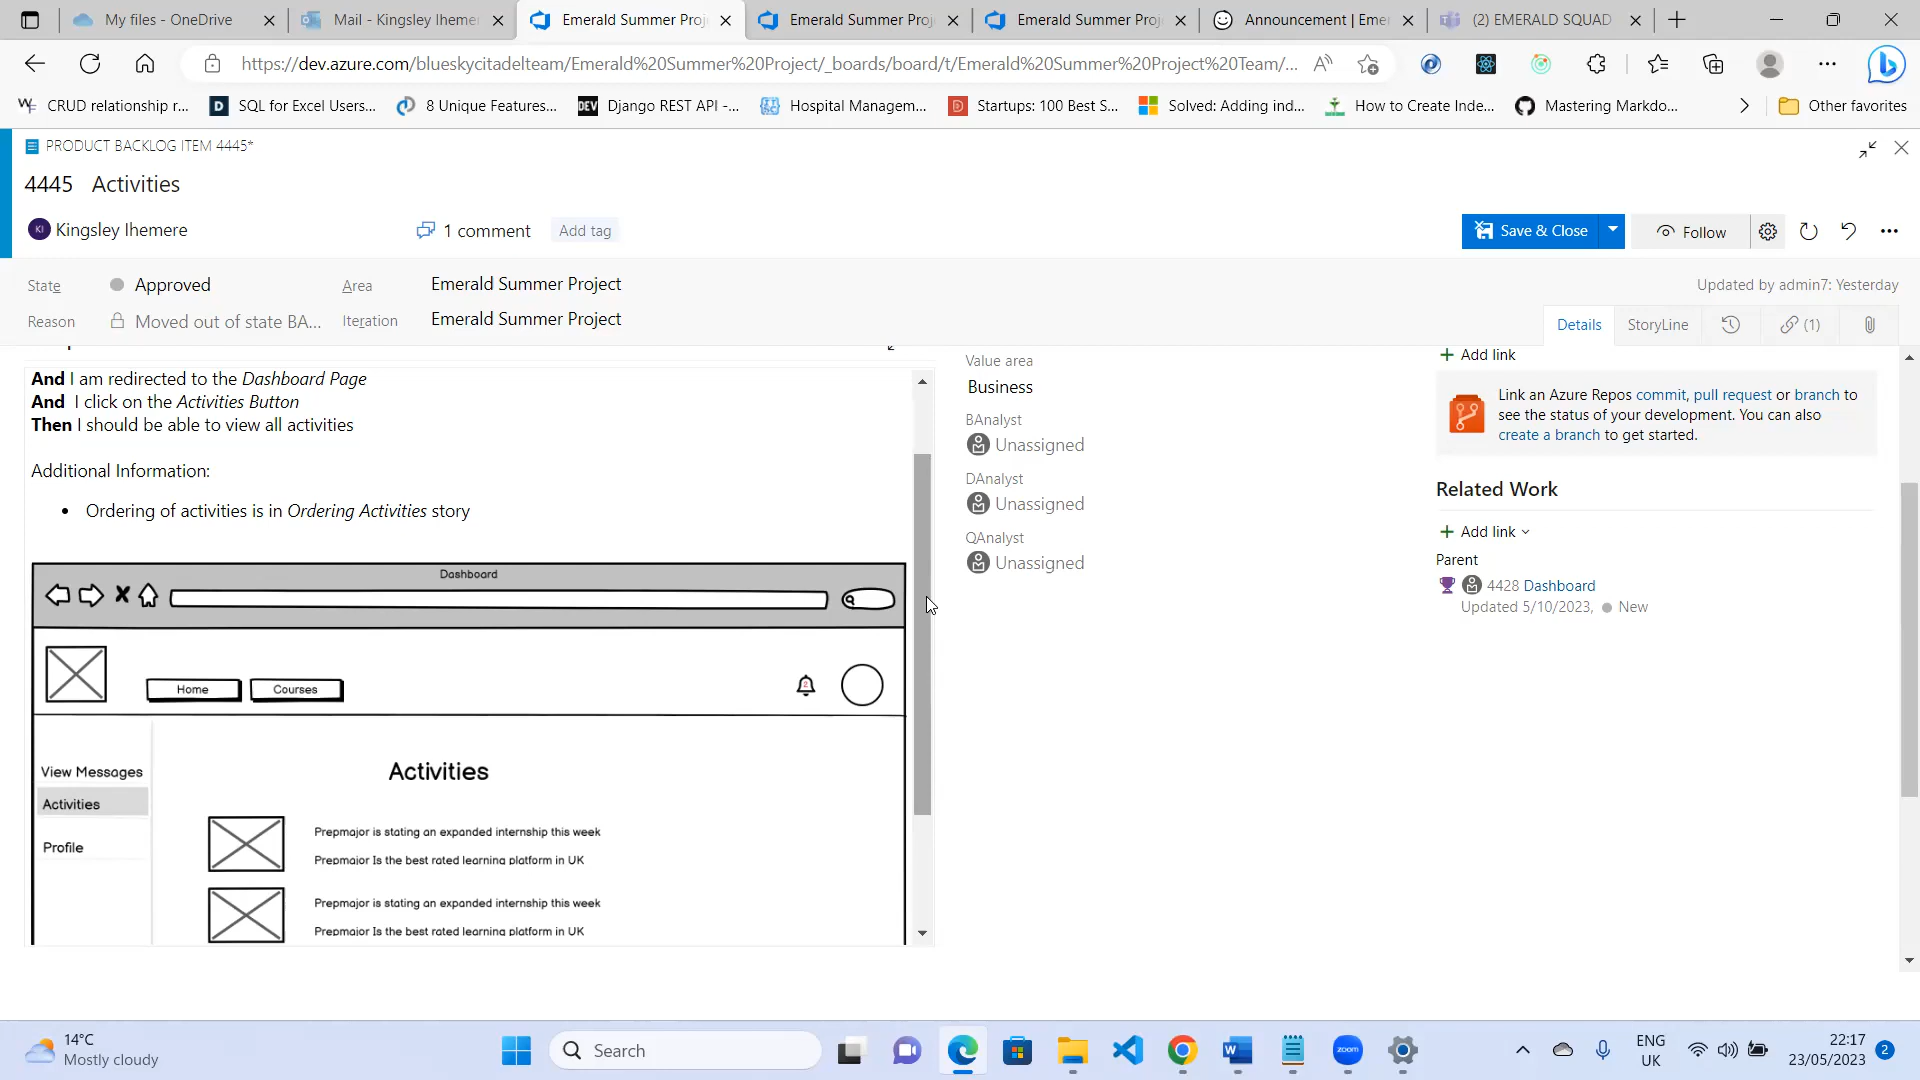 My files - OneDrive
Mail - Kingsley Iheme
Emerald Summer Proj
Emerald Summer Proj
Emerald Summer Proj
Announcement | Eme
(2) EMERALD SQUAD
https://dev.azure.com/blueskycitadelteam/Emerald%20Summer%20Project/_boards/board/t/Emerald%20Summer%20Project%20Team/...
CRUD relationship r...
SQL for Excel Users...
8 Unique Features...
Django REST API -...
Hospital Managem...
Startups: 100 Best S...
Solved: Adding ind...
How to Create Inde...
Mastering Markdo...
Other favorites
PRODUCT BACKLOG ITEM 4445*
4445 Activities
KI Kingsley Ihemere
1 comment
Add tag
Save & Close
Follow
State
Approved
Area
Emerald Summer Project
Updated by admin7: Yesterday
Reason
Moved out of state BA...
Iteration
Emerald Summer Project
Details
StoryLine
(1)
And I am redirected to the Dashboard Page
And I click on the Activities Button
Then I should be able to view all activities
Additional Information:
• Ordering of activities is in Ordering Activities story
Dashboard
Home
Courses
2
View Messages
Activities
Profile
Activities
Prepmajor is stating an expanded internship this week
Prepmajor Is the best rated learning platform in UK
Prepmajor is stating an expanded internship this week
Prepmajor Is the best rated learning platform in UK
Value area
Business
BAnalyst
Unassigned
DAnalyst
Unassigned
QAnalyst
Unassigned
Add link
Link an Azure Repos commit, pull request or branch to
see the status of your development. You can also
create a branch to get started.
Related Work
Add link
Parent
4428 Dashboard
Updated 5/10/2023, New
14°C
Mostly cloudy
Search
zoom
ENG
UK
22:17
23/05/2023
2